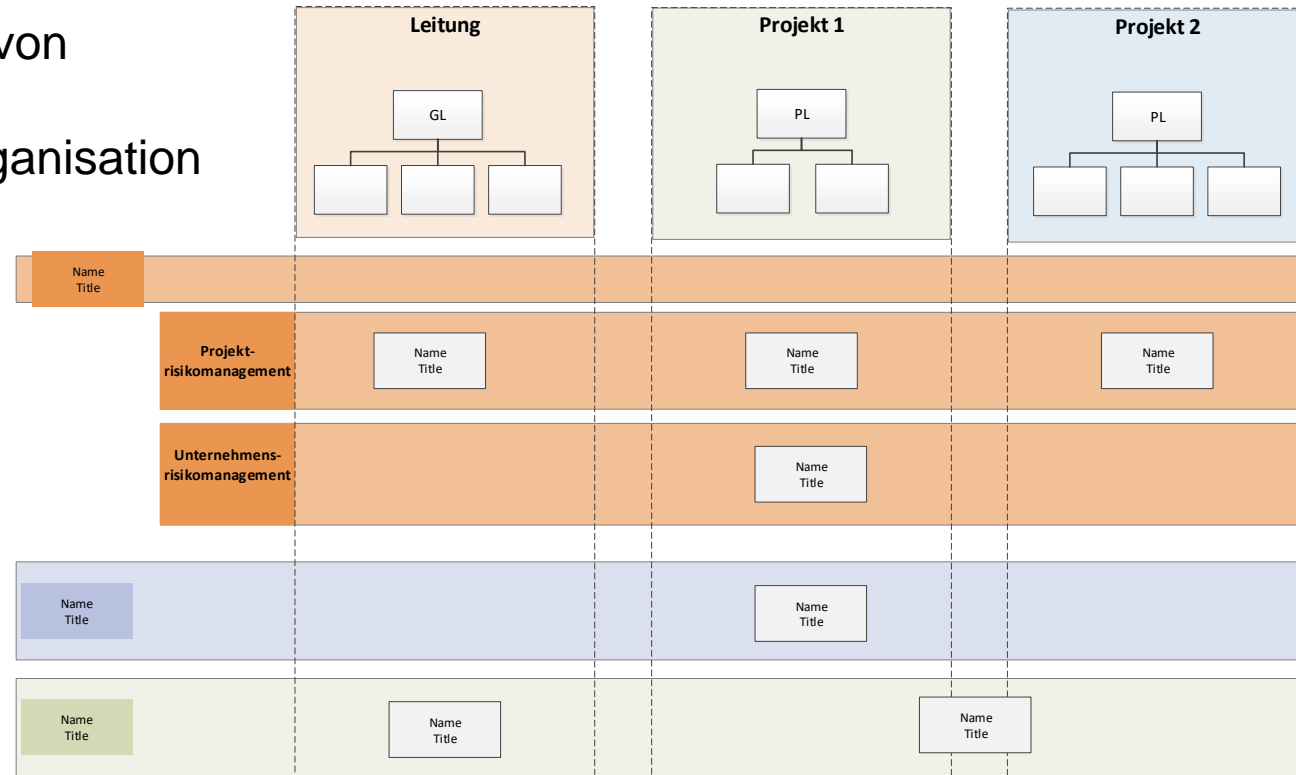 von
ganisation
Leitung
Projekt 1
Projekt 2
GL
PL
PL
Name
Title
Projekt-
risikomanagement
Name
Title
Name
Title
Name
Title
Unternehmens-
risikomanagement
Name
Title
Name
Title
Name
Title
Name
Title
Name
Title
Name
Title